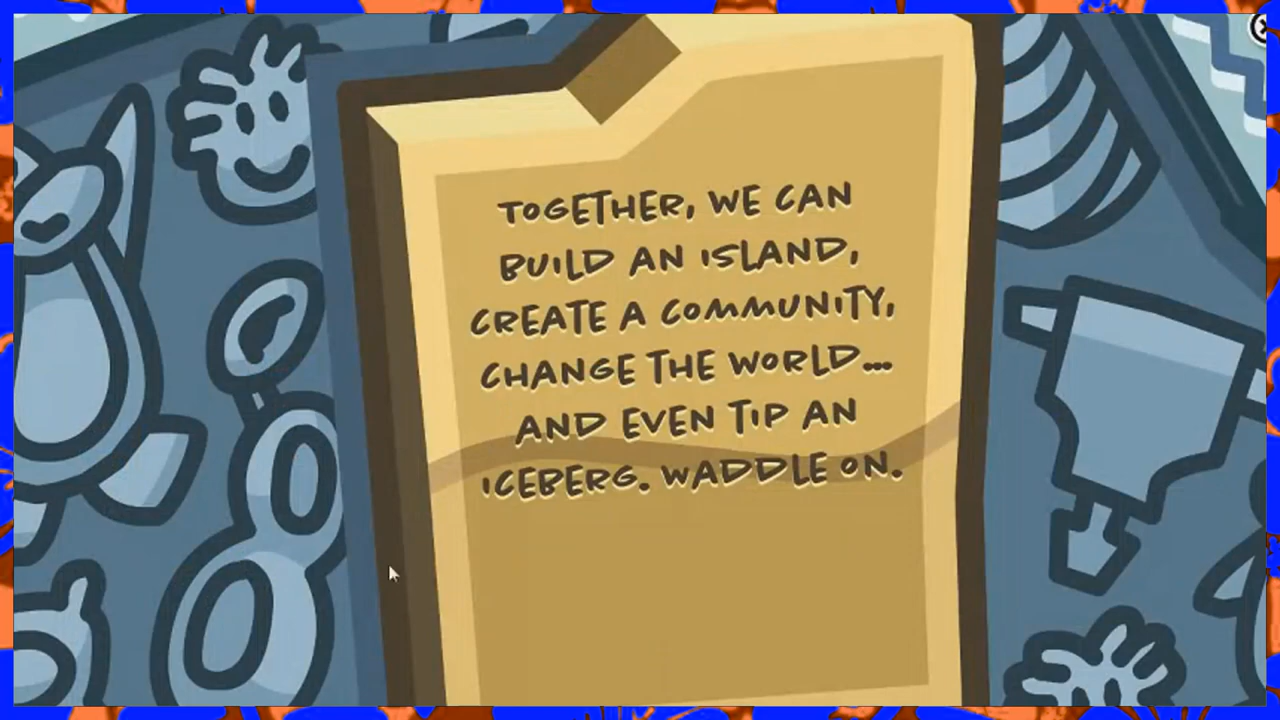 TOGETHER, WE CAN
BUILD AN ISLAND,
CREATE A COMMUNITY,
CHANGE THE WORLD...
AND EVEN TIP AN
ICEBERG. WADDLE ON.